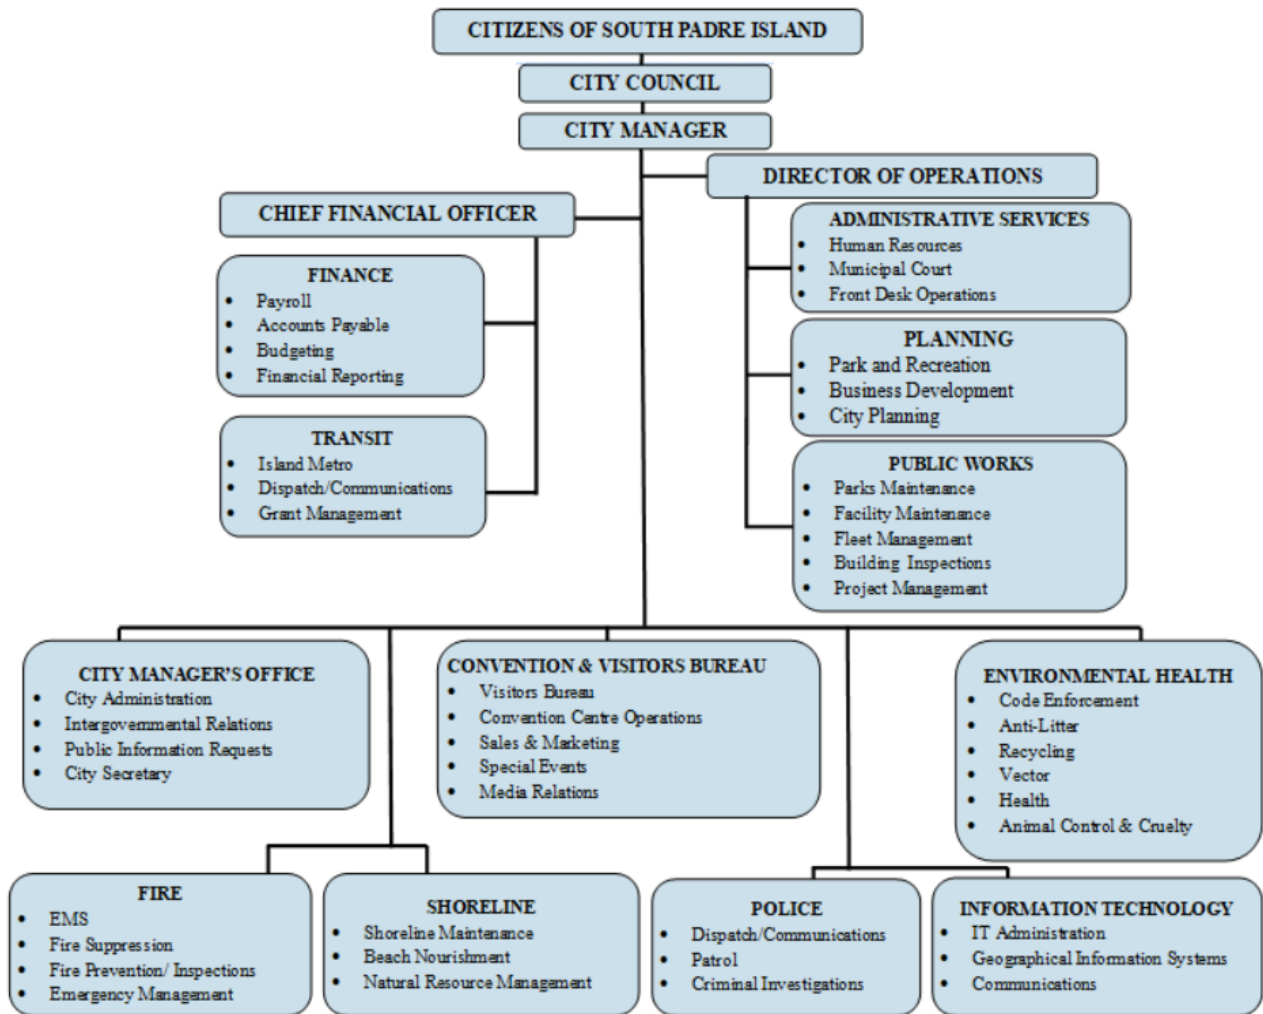 CITIZENS OF SOUTH PADRE ISLAND
CITY COUNCIL
CITY MANAGER
DIRECTOR OF OPERATIONS
CHIEF FINANCIAL OFFICER
ADMINISTRATIVE SERVICES
• Human Resources
• Municipal Court
• Front Desk Operations
FINANCE
• Payroll
• Accounts Payable
• Budgeting
• Financial Reporting
PLANNING
• Park and Recreation
• Business Development
• City Planning
TRANSIT
• Island Metro
• Dispatch/Communications
• Grant Management
PUBLIC WORKS
• Parks Maintenance
• Facility Maintenance
• Fleet Management
• Building Inspections
• Project Management
CITY MANAGER'S OFFICE
• City Administration
• Intergovernmental Relations
• Public Information Requests
• City Secretary
CONVENTION & VISITORS BUREAU
• Visitors Bureau
• Convention Centre Operations
• Sales & Marketing
• Special Events
• Media Relations
ENVIRONMENTAL HEALTH
• Code Enforcement
• Anti-Litter
• Recycling
• Vector
• Health
• Animal Control & Cruelty
FIRE
• EMS
• Fire Suppression
• Fire Prevention/ Inspections
• Emergency Management
SHORELINE
• Shoreline Maintenance
• Beach Nourishment
• Natural Resource Management
POLICE
• Dispatch/Communications
• Patrol
• Criminal Investigations
INFORMATION TECHNOLOGY
• IT Administration
• Geographical Information Systems
• Communications